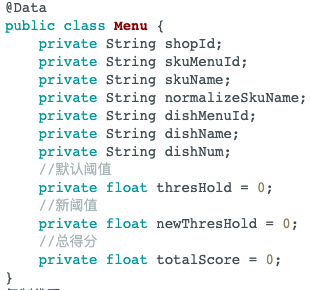 @Data
public class Menu {
    private String shopId;
    private String skuMenuId;
    private String skuName;
    private String normalizeSkuName;
    private String dishMenuId;
    private String dishName;
    private String dishNum;
    //默认阈值
    private float thresHold = 0;
    //新阈值
    private float newThresHold = 0;
    //总得分
    private float totalScore = 0;
}